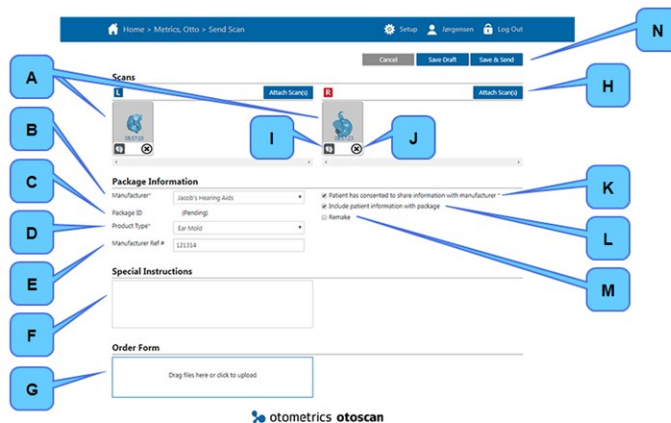 Home > Metrics, Otto > Send Scan Setup Jørgensen Log Out
N
Cancel Save Draft Save & Send
A
Scans
L Attach Scan(s) R Attach Scan(s)
H
B
I J
C
Package Information
Manufacturer* Jacob's Hearing Aids Patient has consented to share information with manufacturer *
K
Package ID (Pending) Include patient information with package
D
Product Type* Ear Mold Remake
L
Manufacturer Ref # 121314
E
M
Special Instructions
F
Order Form
G
Drag files here or click to upload
otometrics otoscan